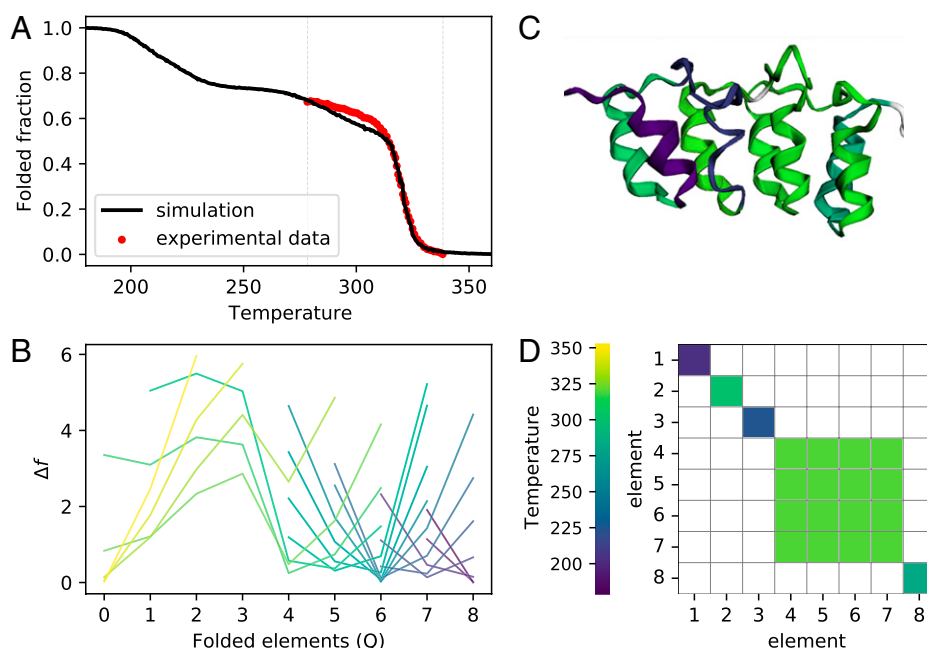 A
1.0
0.8
0.6
0.4
0.2
0.0
Folded fraction
simulation
experimental data
200
250
300
350
Temperature
C
B
6
4
2
0
Δf
0 1 2 3 4 5 6 7 8
Folded elements (Q)
350
325
300
275
250
225
200
Temperature
D
1
2
3
4
5
6
7
8
element
1 2 3 4 5 6 7 8
element